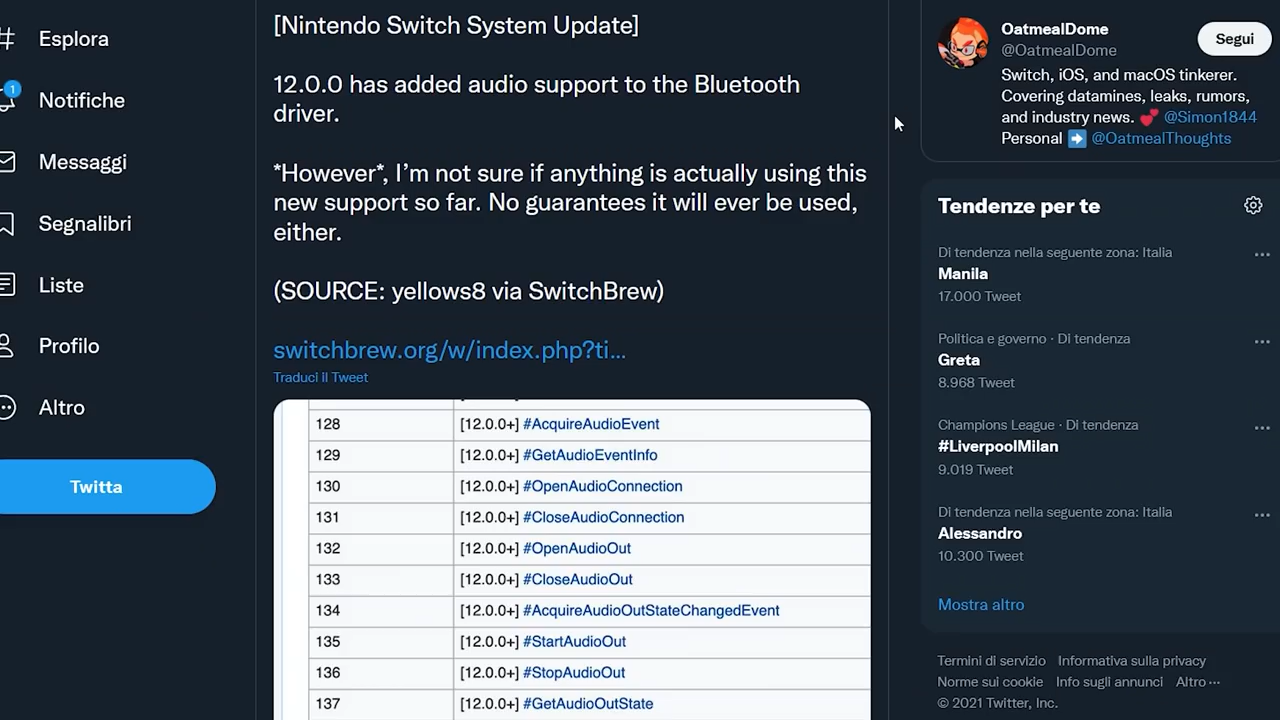 Esplora
1
Notifiche
Messaggi
Segnalibri
Liste
Profilo
Altro
Twitta
[Nintendo Switch System Update]
12.0.0 has added audio support to the Bluetooth
driver.
*However*, I’m not sure if anything is actually using this
new support so far. No guarantees it will ever be used,
either.
(SOURCE: yellows8 via SwitchBrew)
switchbrew.org/w/index.php?ti...
Traduci il Tweet
128 [12.0.0+] #AcquireAudioEvent
129 [12.0.0+] #GetAudioEventInfo
130 [12.0.0+] #OpenAudioConnection
131 [12.0.0+] #CloseAudioConnection
132 [12.0.0+] #OpenAudioOut
133 [12.0.0+] #CloseAudioOut
134 [12.0.0+] #AcquireAudioOutStateChangedEvent
135 [12.0.0+] #StartAudioOut
136 [12.0.0+] #StopAudioOut
137 [12.0.0+] #GetAudioOutState
OatmealDome
@OatmealDome
Segui
Switch, iOS, and macOS tinkerer.
Covering datamines, leaks, rumors,
and industry news. 💕 @Simon1844
Personal ➡️ @OatmealThoughts
Tendenze per te
Di tendenza nella seguente zona: Italia
Manila
17.000 Tweet
Politica e governo · Di tendenza
Greta
8.968 Tweet
Champions League · Di tendenza
#LiverpoolMilan
9.019 Tweet
Di tendenza nella seguente zona: Italia
Alessandro
10.300 Tweet
Mostra altro
Termini di servizio Informativa sulla privacy
Norme sui cookie Info sugli annunci Altro ···
© 2021 Twitter, Inc.